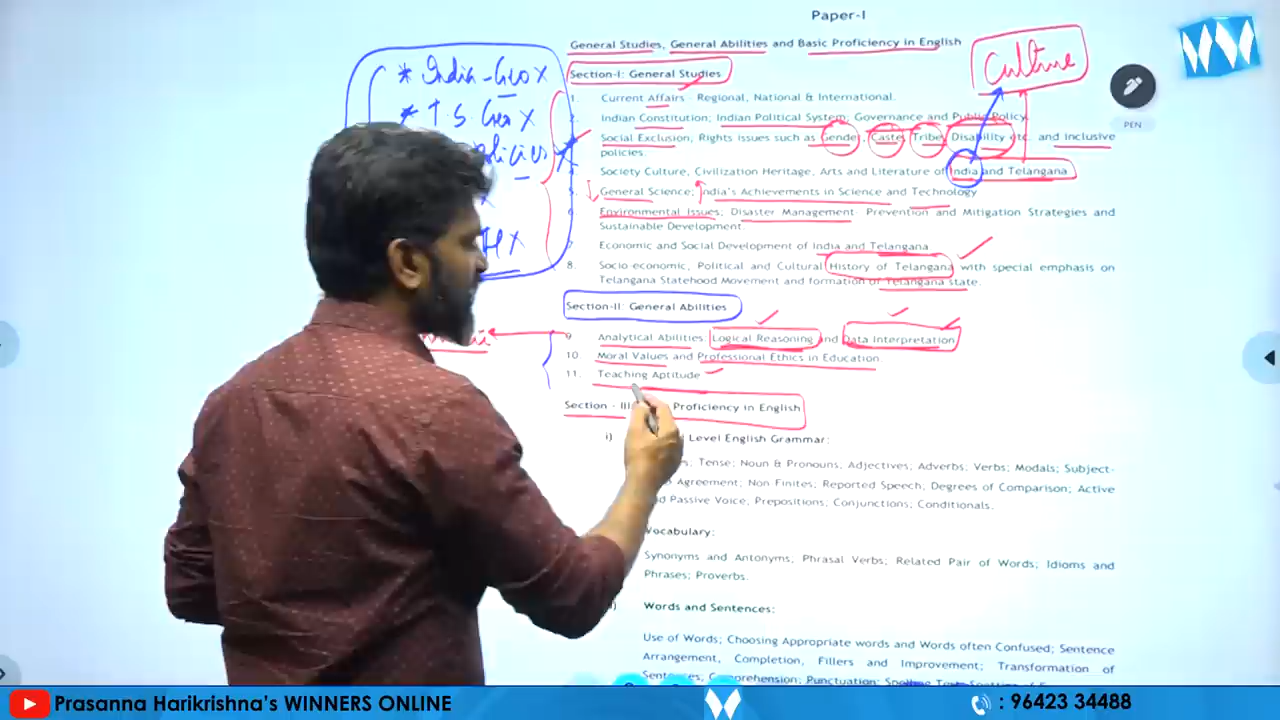 Paper-I
General Studies, General Abilities and Basic Proficiency in English
Culture
Section-I: General Studies
* India - Geo X
* T.S. Geo X
PEN
1. Current Affairs - Regional, National & International.
Indian Constitution; Indian Political System; Governance and Public Policy.
Social Exclusion, Rights issues such as Gender, Caste, Tribe, Disability etc. and inclusive
policies.
Society Culture, Civilization Heritage, Arts and Literature of India and Telangana
General Science; India's Achievements in Science and Technology
Environmental Issues; Disaster Management- Prevention and Mitigation Strategies and
Sustainable Development.
Economic and Social Development of India and Telangana.
8. Socio-economic, Political and Cultural History of Telangana with special emphasis on
Telangana Statehood Movement and formation of Telangana state.
Section-II: General Abilities
9. Analytical Abilities: Logical Reasoning and Data Interpretation
10. Moral Values and Professional Ethics in Education
11. Teaching Aptitude
Section - III Proficiency in English
i) Level English Grammar:
Tense; Noun & Pronouns, Adjectives; Adverbs; Verbs; Modals; Subject-
Agreement; Non Finites; Reported Speech; Degrees of Comparison; Active
and Passive Voice, Prepositions, Conjunctions, Conditionals.
Vocabulary:
Synonyms and Antonyms, Phrasal Verbs; Related Pair of Words; Idioms and
Phrases; Proverbs.
Words and Sentences:
Use of Words; Choosing Appropriate words and Words often Confused; Sentence
Arrangement, Completion, Fillers and Improvement; Transformation of
Sentences, Comprehension; Punctuation;
Prasanna Harikrishna's WINNERS ONLINE
: 96423 34488